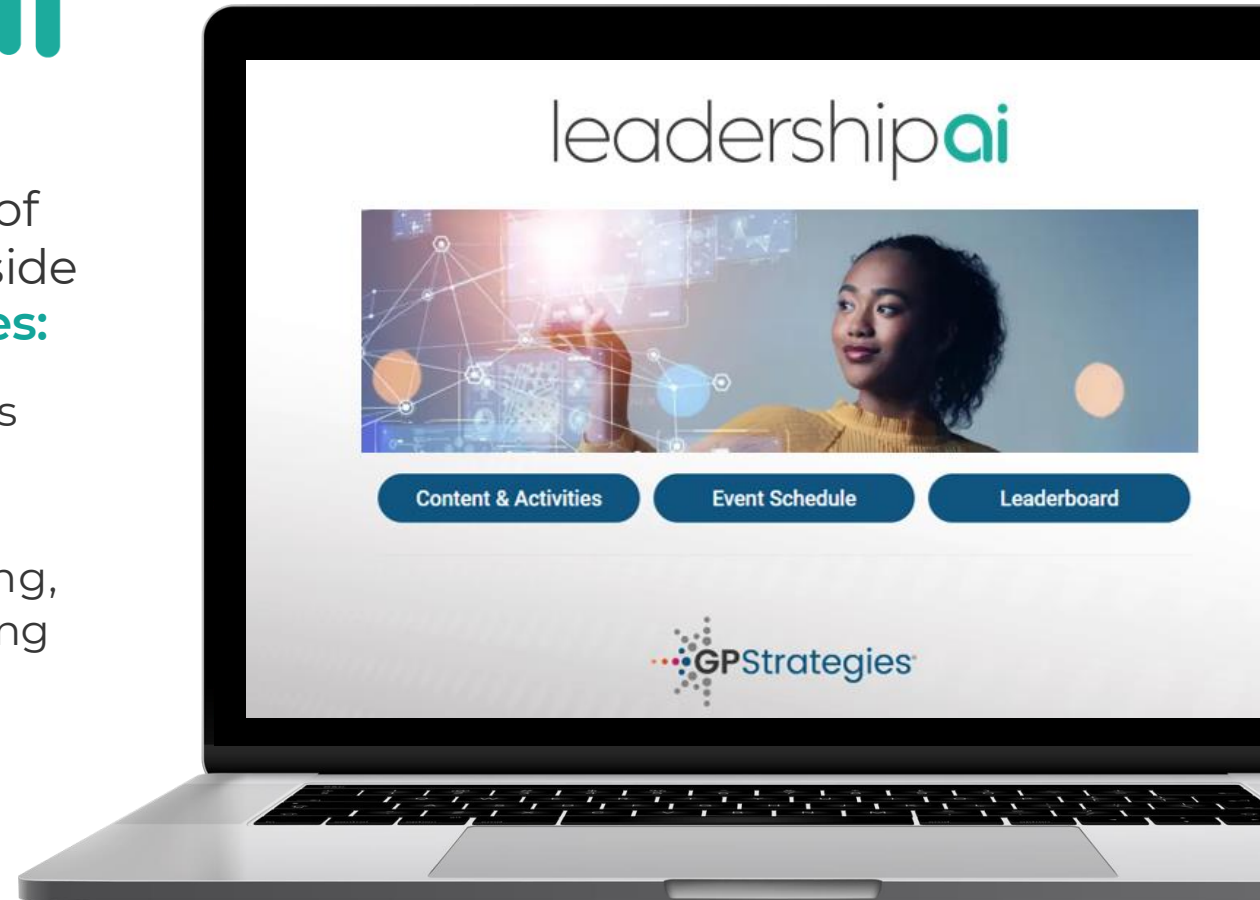 of
side
es:
s
ng,
ng
leadershipai
Content & Activities
Event Schedule
Leaderboard
GPStrategies